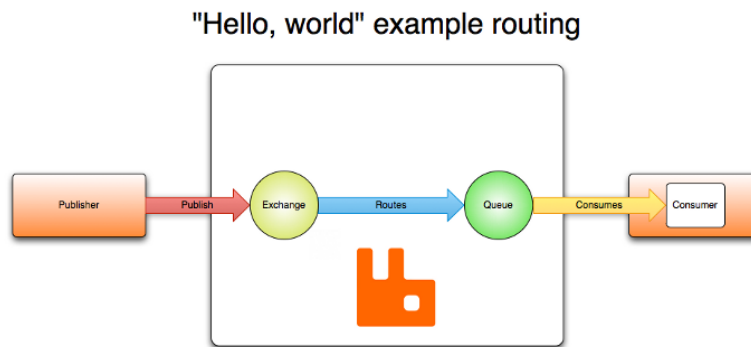 "Hello, world" example routing
Publisher
Publish
Exchange
Routes
Queue
Consumes
Consumer